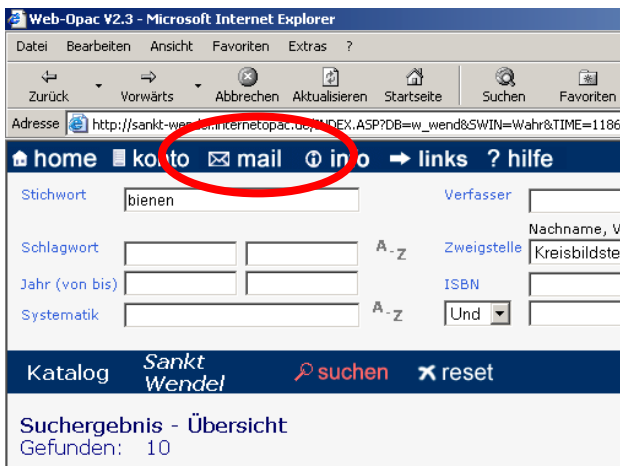 Web-Opac V2.3 - Microsoft Internet Explorer
Datei Bearbeiten Ansicht Favoriten Extras ?
Zurück Vorwärts Abbrechen Aktualisieren Startseite Suchen Favoriten
Adresse http://sankt-wendel.internetopac.de/INDEX.ASP?DB=w_wend&SWIN=Wahr&TIME=1186
home konto mail info links ? hilfe
Stichwort bienen Verfasser
Nachname, V
Schlagwort A-Z Zweigstelle Kreisbildste
Jahr (von bis) ISBN
Systematik A-Z Und
Katalog Sankt Wendel suchen reset
Suchergebnis - Übersicht
Gefunden: 10